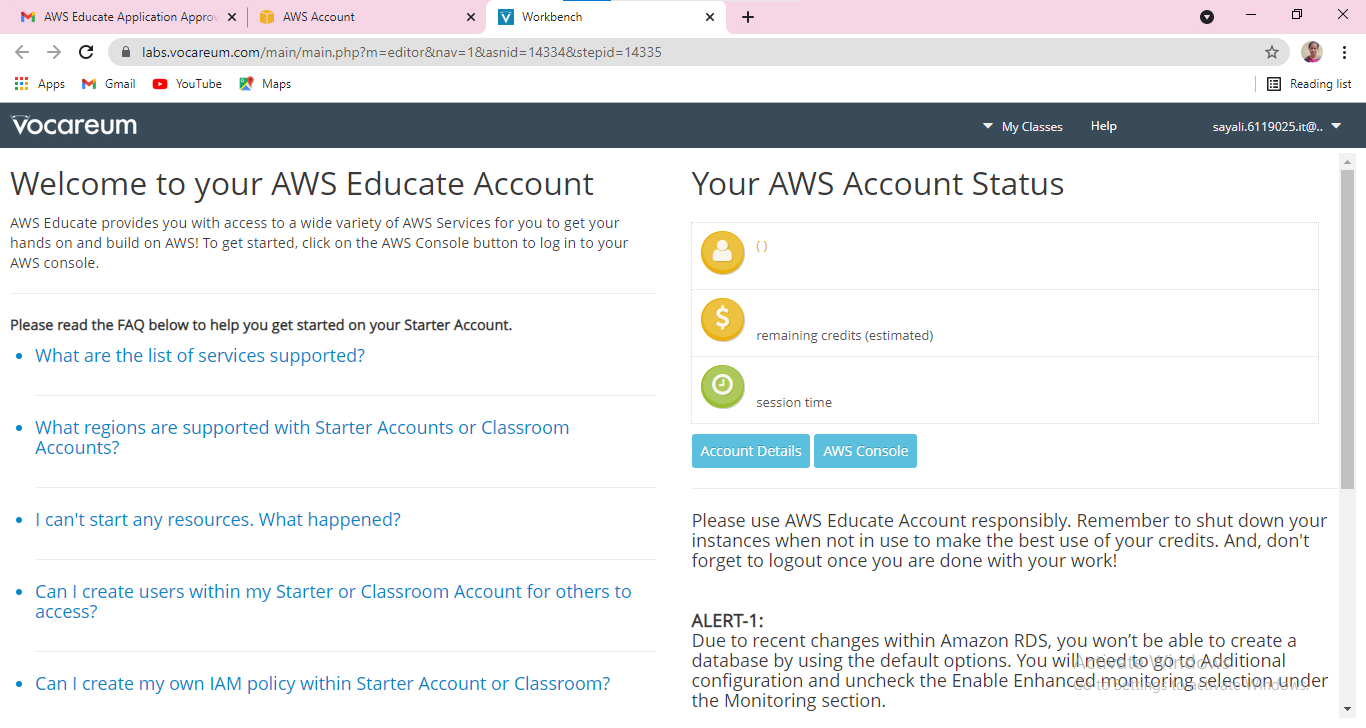 AWS Educate Application Approv
AWS Account
Workbench
labs.vocareum.com/main/main.php?m=editor&nav=1&asnid=14334&stepid=14335
Apps
Gmail
YouTube
Maps
Reading list
vocareum
My Classes
Help
sayali.6119025.it@..
Welcome to your AWS Educate Account
AWS Educate provides you with access to a wide variety of AWS Services for you to get your
hands on and build on AWS! To get started, click on the AWS Console button to log in to your
AWS console.
Please read the FAQ below to help you get started on your Starter Account.
• What are the list of services supported?
• What regions are supported with Starter Accounts or Classroom
Accounts?
• I can't start any resources. What happened?
• Can I create users within my Starter or Classroom Account for others to
access?
• Can I create my own IAM policy within Starter Account or Classroom?
Your AWS Account Status
( )
$
remaining credits (estimated)
session time
Account Details
AWS Console
Please use AWS Educate Account responsibly. Remember to shut down your
instances when not in use to make the best use of your credits. And, don't
forget to logout once you are done with your work!
ALERT-1:
Due to recent changes within Amazon RDS, you won’t be able to create a
database by using the default options. You will need to go to Additional
configuration and uncheck the Enable Enhanced monitoring selection under
the Monitoring section.
Activate Windows
Go to Settings to activate Windows.